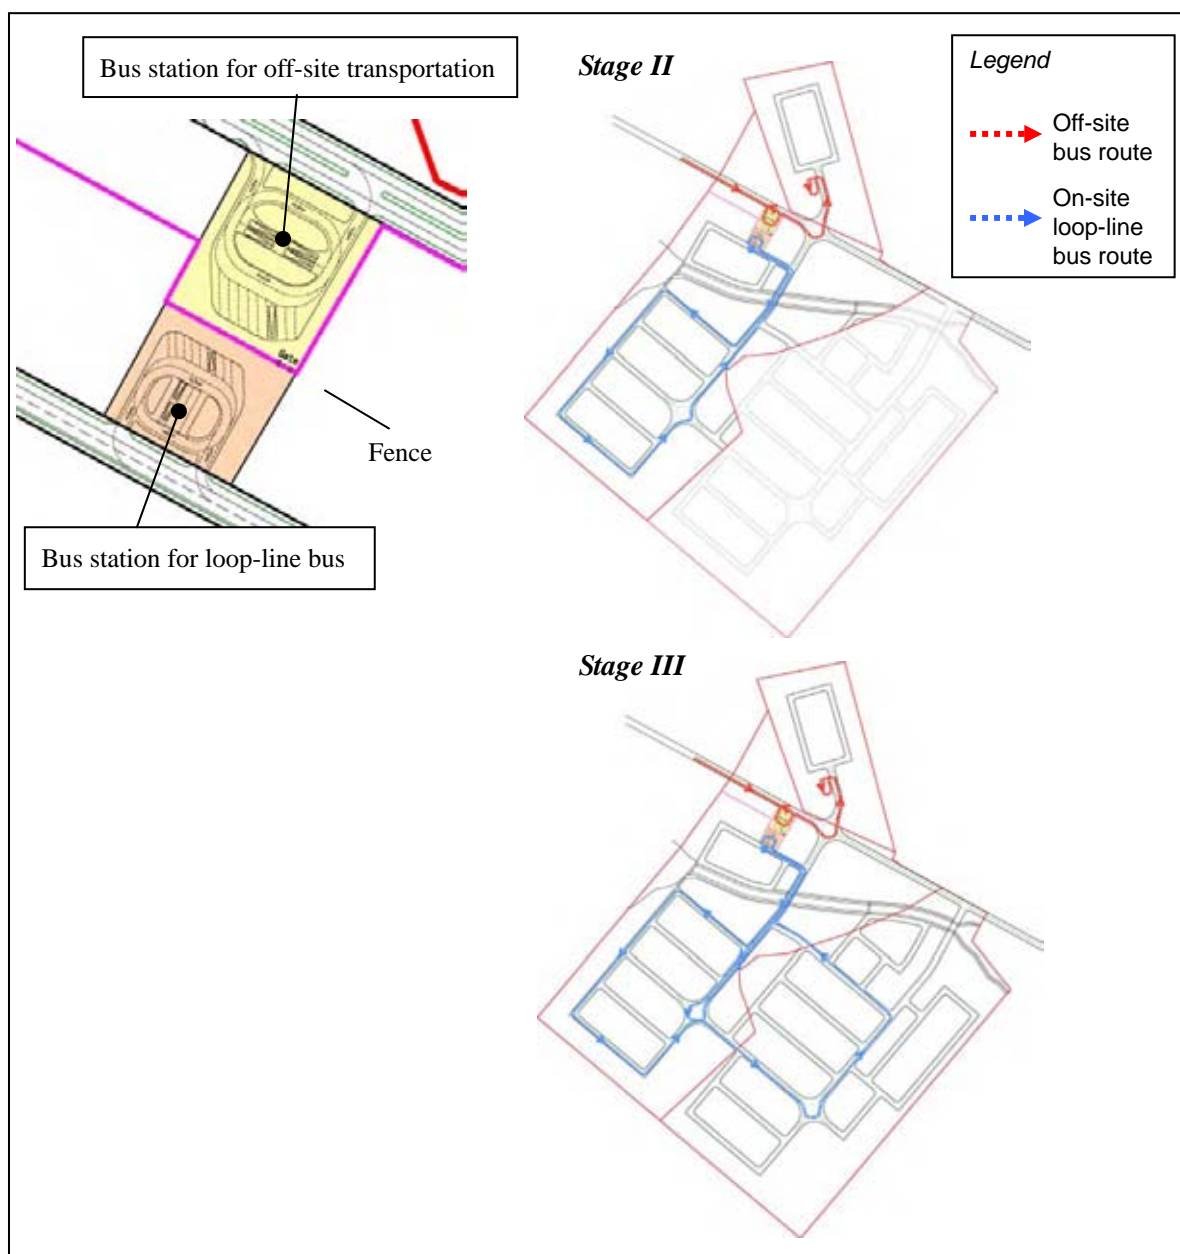 Bus station for off-site transportation
Stage II
Legend
Off-site
bus route
On-site
loop-line
bus route
Gate
Fence
Bus station for loop-line bus
Stage III